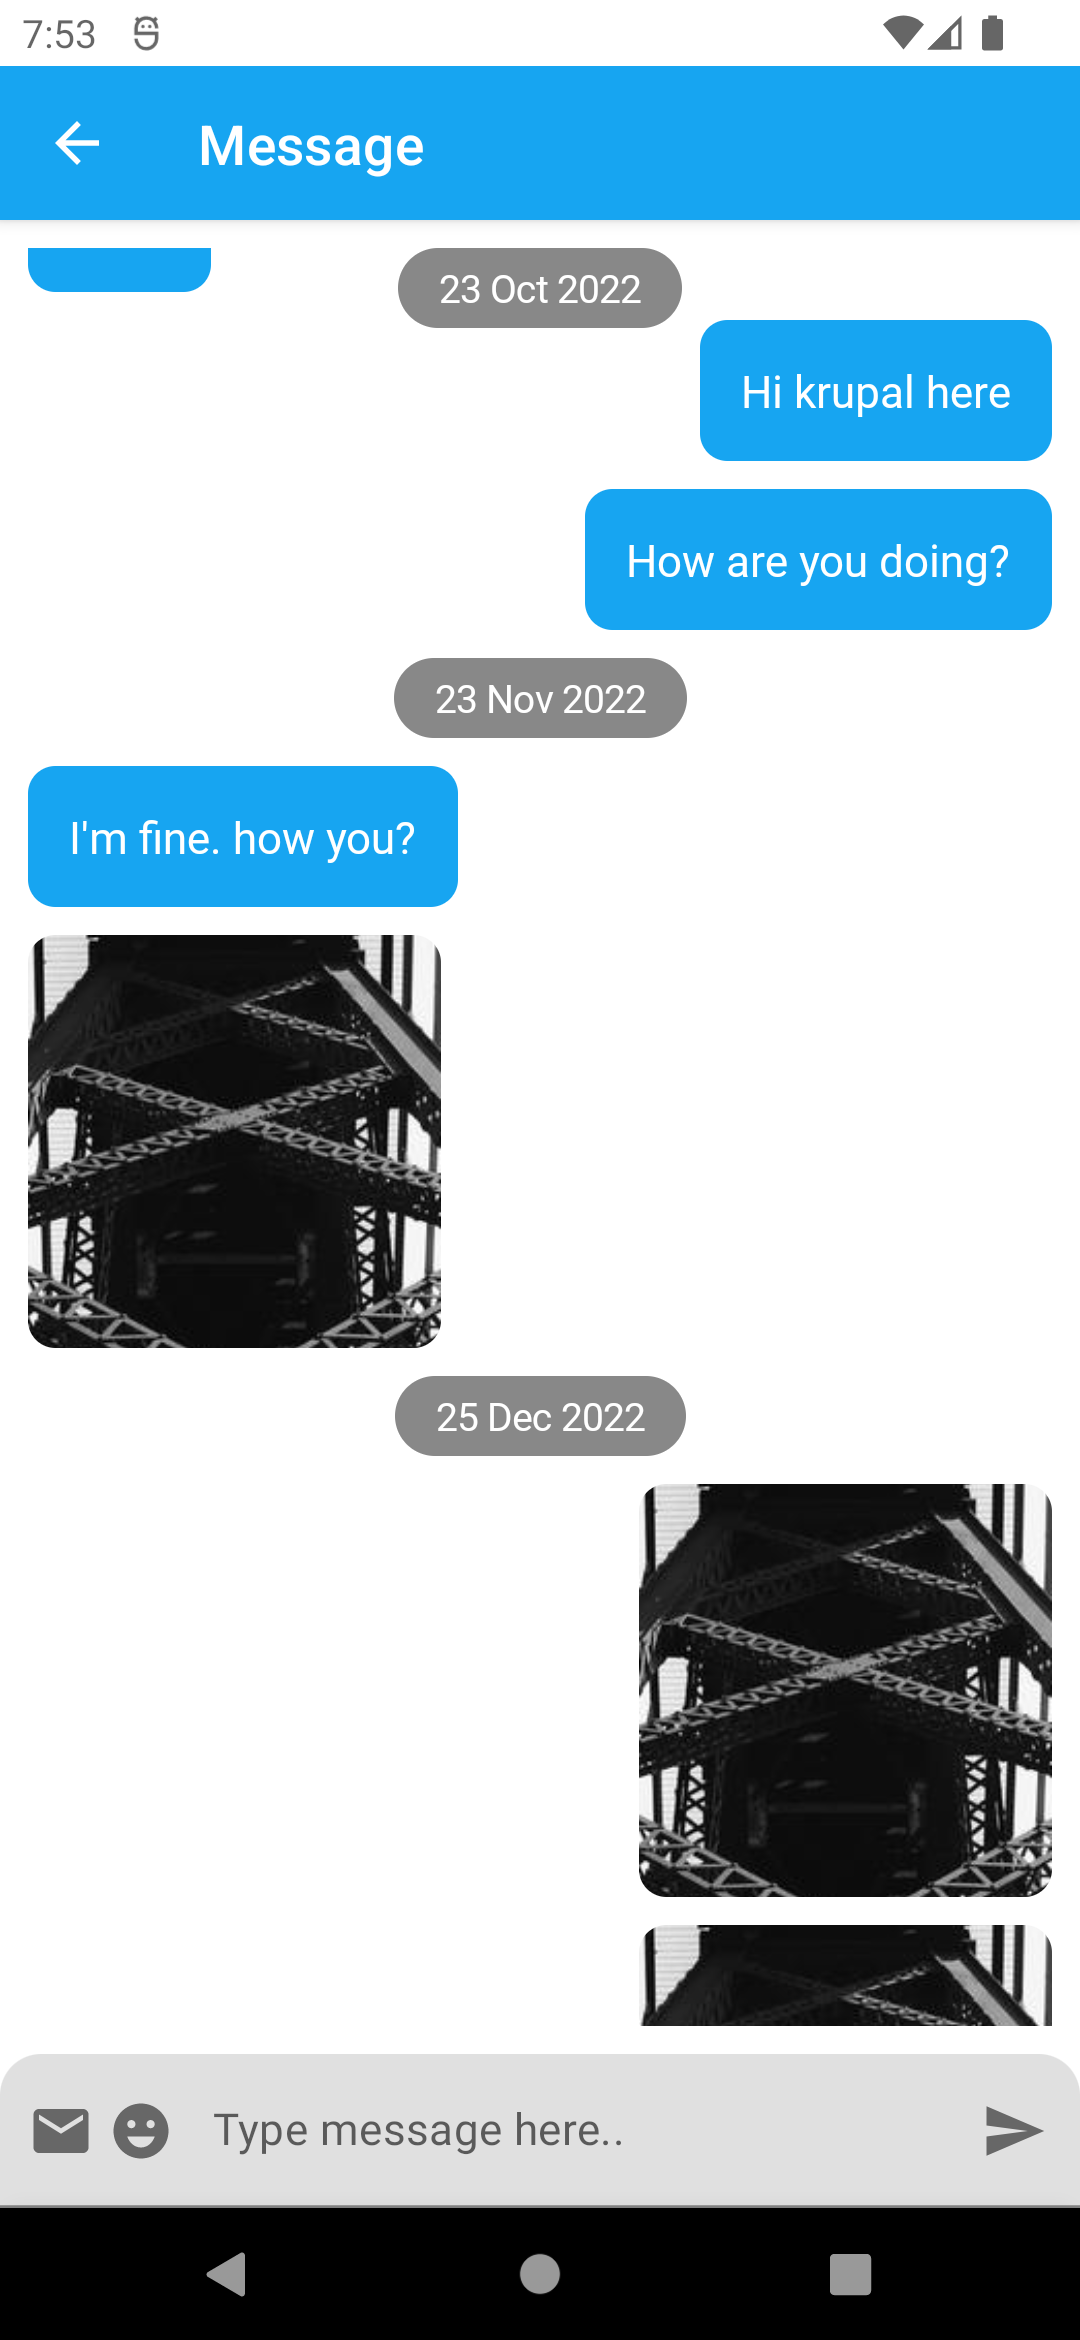 7:53
Message
23 Oct 2022
Hi krupal here
How are you doing?
23 Nov 2022
I'm fine. how you?
25 Dec 2022
Type message here..